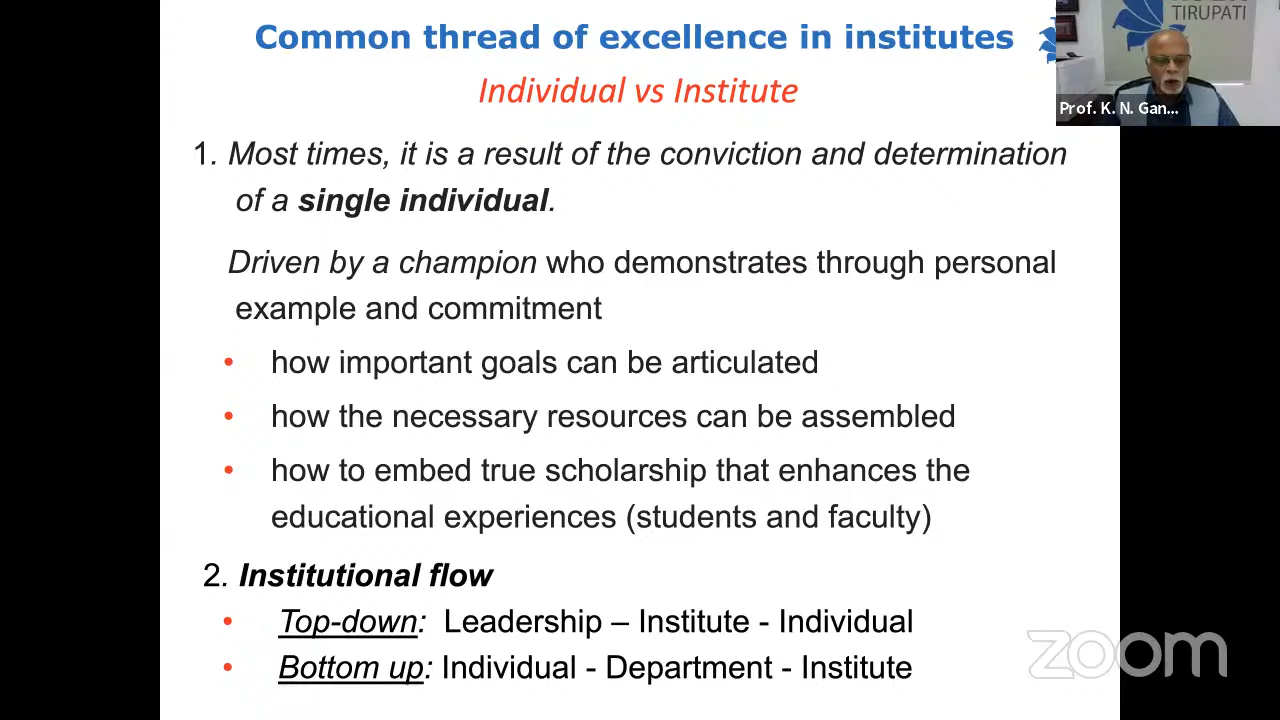 Common thread of excellence in institutes
Individual vs Institute
1. Most times, it is a result of the conviction and determination
of a single individual.
Driven by a champion who demonstrates through personal
example and commitment
• how important goals can be articulated
• how the necessary resources can be assembled
• how to embed true scholarship that enhances the
educational experiences (students and faculty)
2. Institutional flow
• Top-down: Leadership – Institute - Individual
• Bottom up: Individual - Department - Institute
TIRUPATI
Prof. K. N. Gan...
zoom